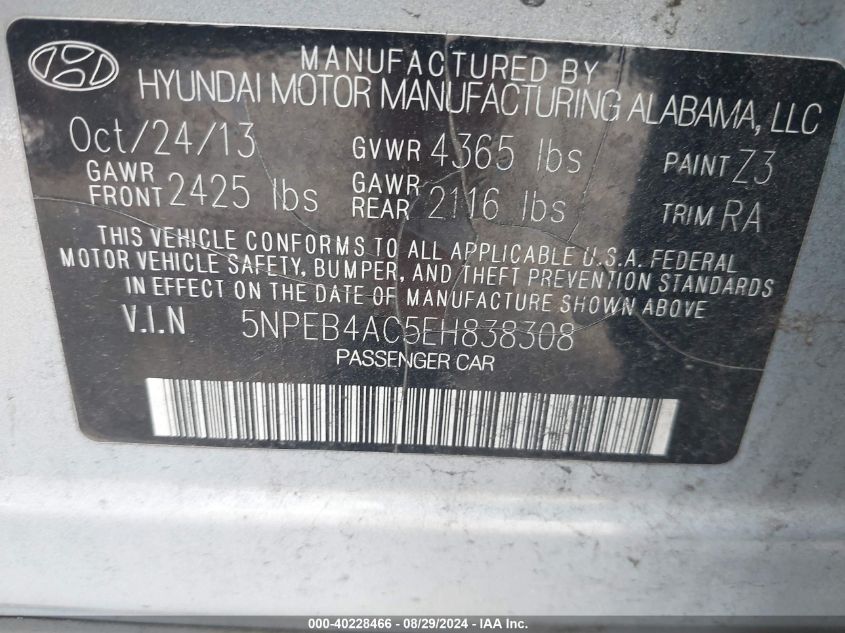 MANUFACTURED BY
HYUNDAI MOTOR MANUFACTURING ALABAMA, LLC
Oct/24/13 GVWR 4365 lbs PAINT Z3
GAWR FRONT 2425 lbs GAWR REAR 2116 lbs TRIM RA
THIS VEHICLE CONFORMS TO ALL APPLICABLE U.S.A. FEDERAL
MOTOR VEHICLE SAFETY, BUMPER, AND THEFT PREVENTION STANDARDS
IN EFFECT ON THE DATE OF MANUFACTURE SHOWN ABOVE.
V.I.N 5NPEB4AC5EH838308
PASSENGER CAR
000-40228466 - 08/29/2024 - IAA Inc.